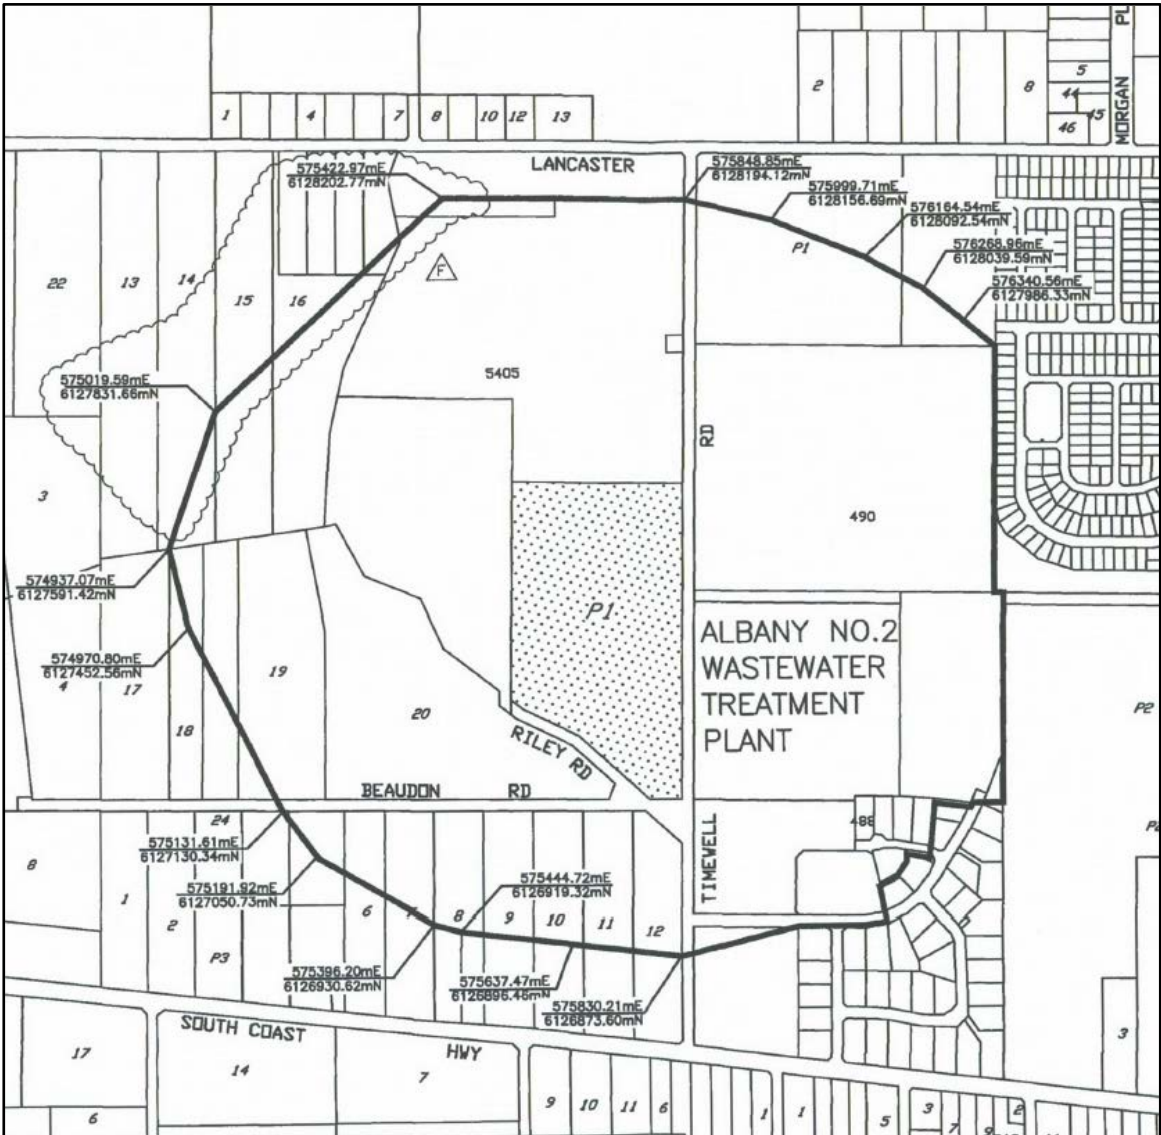 MORGAN PL
5
2
8
44
45
46
1
4
7
8
10
12
13
LANCASTER
575422.97mE
6128202.77mN
575848.85mE
6128194.12mN
575999.71mE
6128156.69mN
576164.54mE
6128092.54mN
P1
576268.96mE
6128039.59mN
576340.56mE
6127986.33mN
F
22
13
14
15
16
5405
575019.59mE
6127831.66mN
RD
3
490
574937.07mE
6127591.42mN
P1
ALBANY NO.2
WASTEWATER
TREATMENT
PLANT
574970.80mE
6127452.56mN
4
17
18
19
20
P2
RILEY RD
BEAUDON RD
24
488
TIMEWELL
575131.61mE
6127130.34mN
8
575191.92mE
6127050.73mN
575444.72mE
6126919.32mN
1
2
P3
6
8
9
10
11
12
575396.20mE
6126930.62mN
575637.47mE
6126896.46mN
575830.21mE
6126873.60mN
SOUTH COAST
HWY
17
14
7
6
9
10
11
6
1
1
5
3
7
2
3